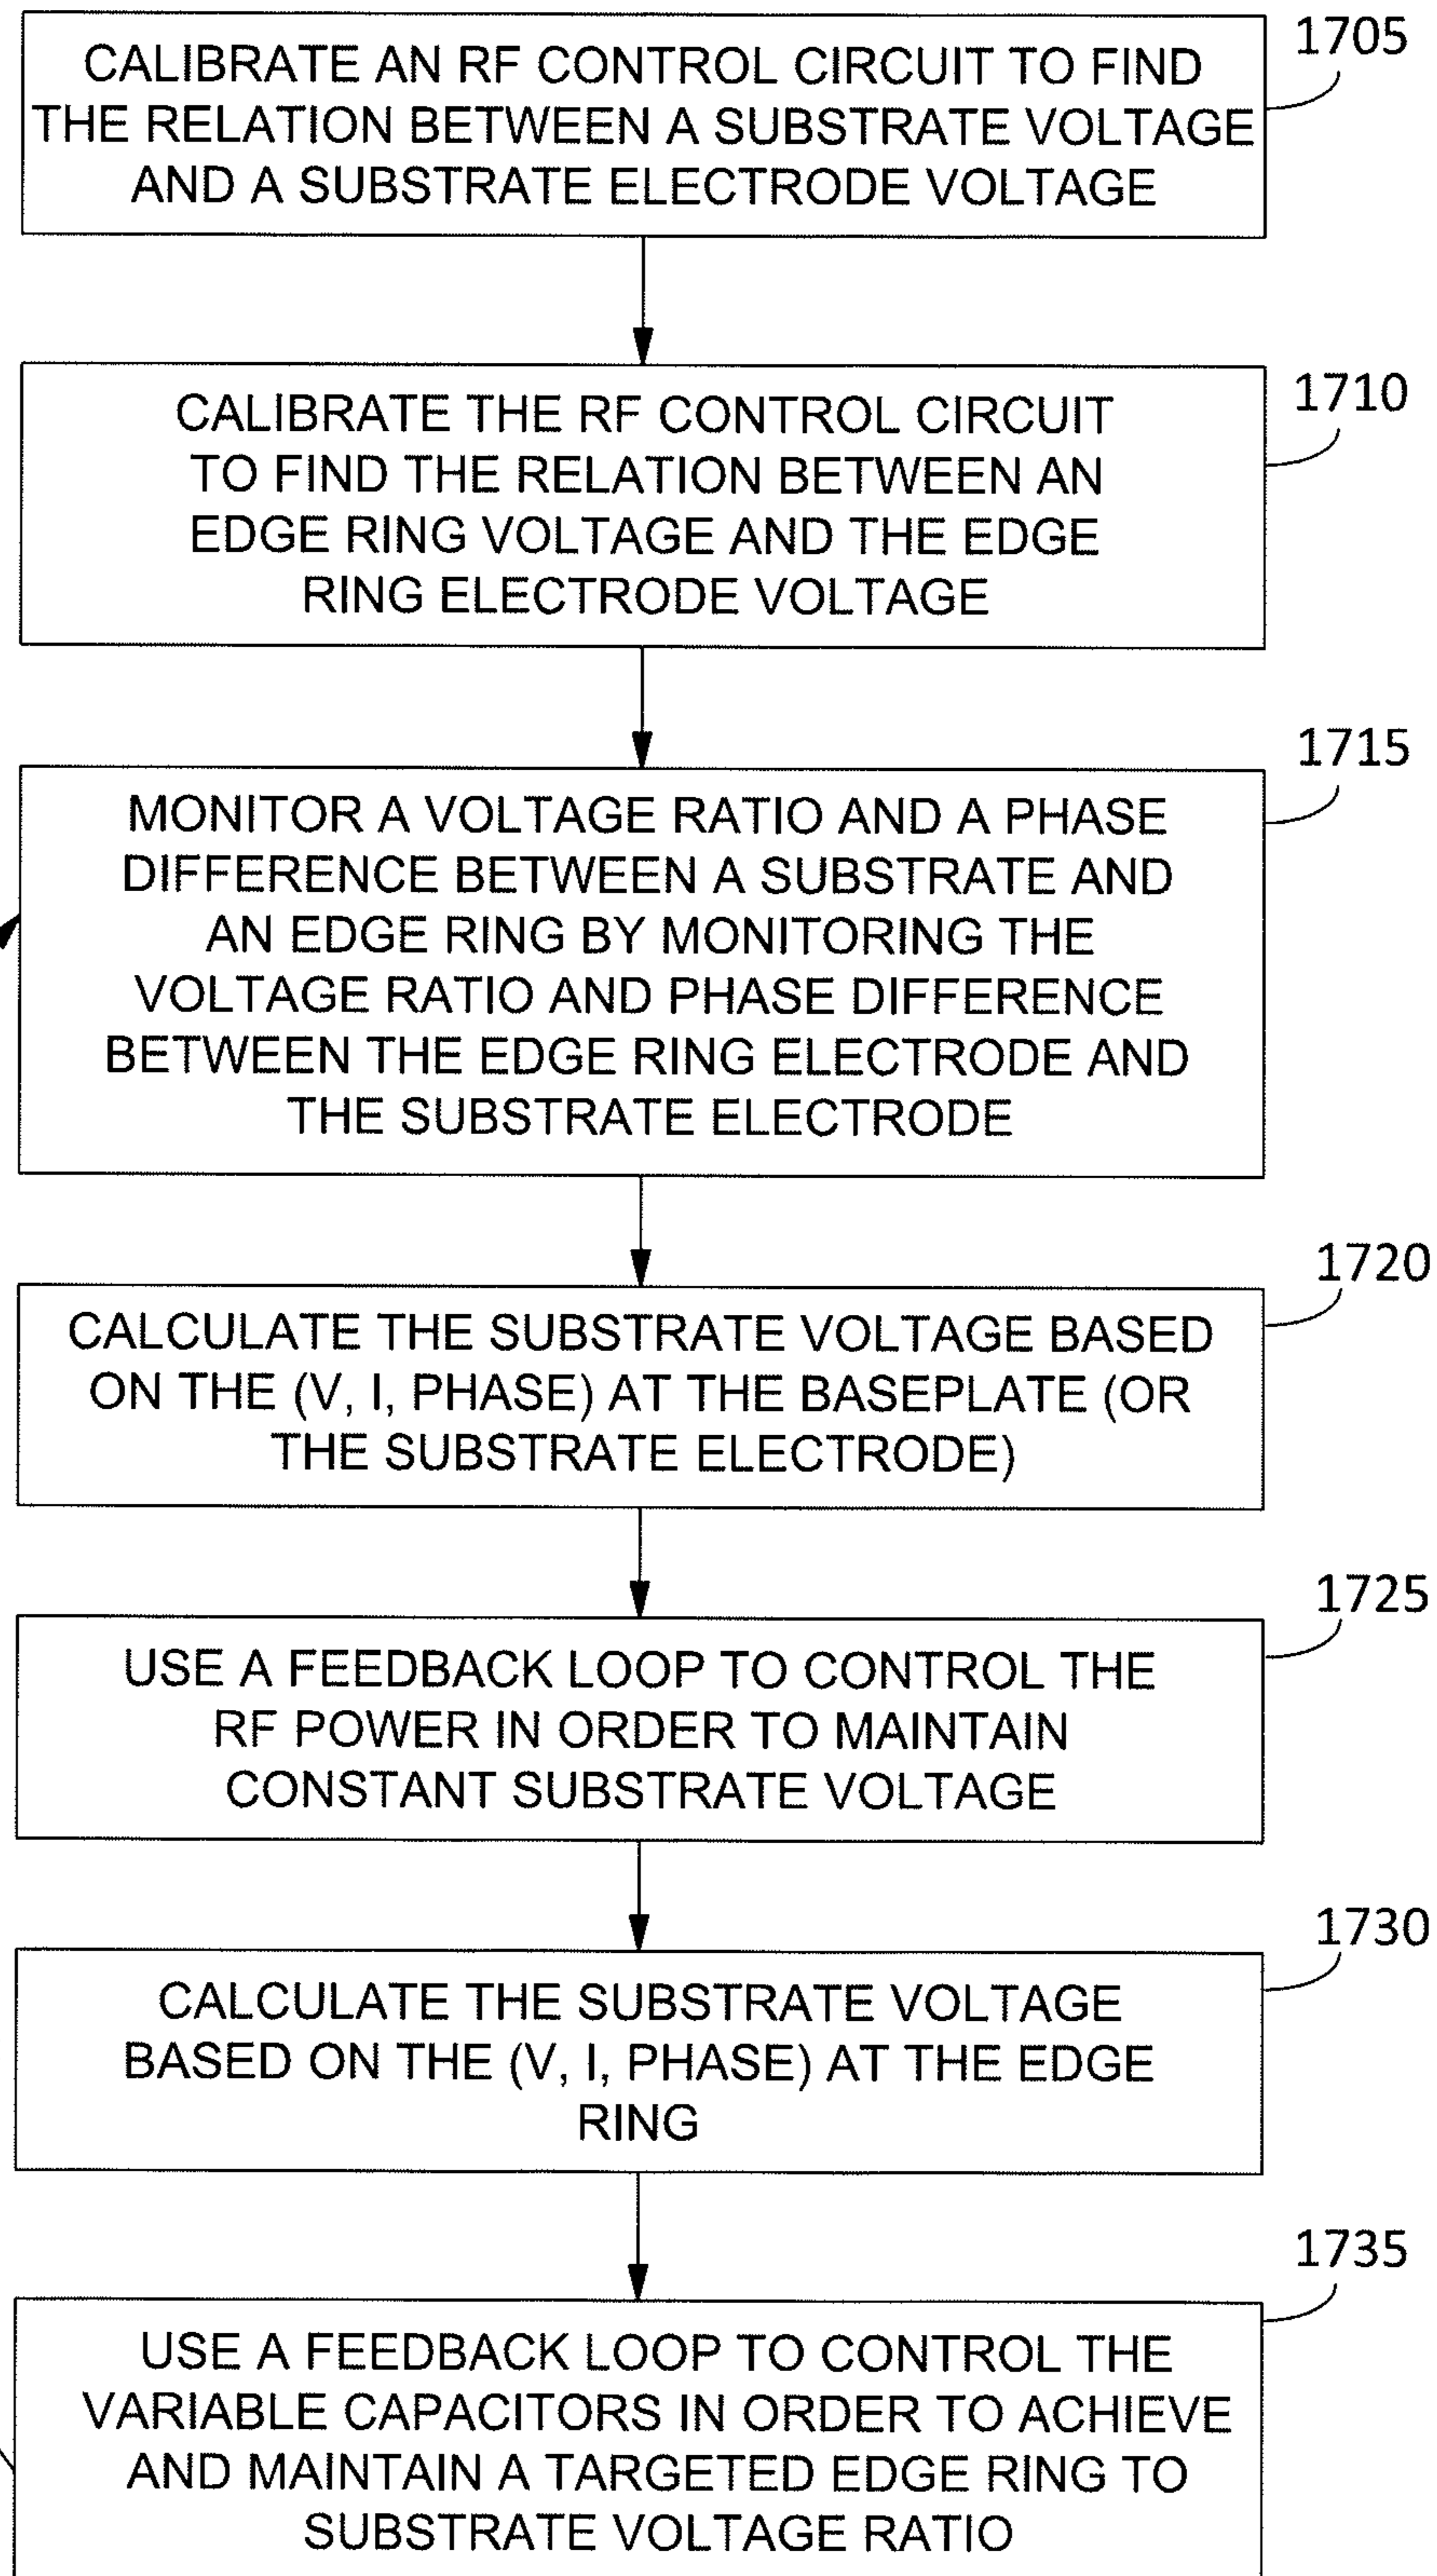 1705
CALIBRATE AN RF CONTROL CIRCUIT TO FIND
THE RELATION BETWEEN A SUBSTRATE VOLTAGE
AND A SUBSTRATE ELECTRODE VOLTAGE
1710
CALIBRATE THE RF CONTROL CIRCUIT
TO FIND THE RELATION BETWEEN AN
EDGE RING VOLTAGE AND THE EDGE
RING ELECTRODE VOLTAGE
1715
MONITOR A VOLTAGE RATIO AND A PHASE
DIFFERENCE BETWEEN A SUBSTRATE AND
AN EDGE RING BY MONITORING THE
VOLTAGE RATIO AND PHASE DIFFERENCE
BETWEEN THE EDGE RING ELECTRODE AND
THE SUBSTRATE ELECTRODE
1720
CALCULATE THE SUBSTRATE VOLTAGE BASED
ON THE (V, I, PHASE) AT THE BASEPLATE (OR
THE SUBSTRATE ELECTRODE)
1725
USE A FEEDBACK LOOP TO CONTROL THE
RF POWER IN ORDER TO MAINTAIN
CONSTANT SUBSTRATE VOLTAGE
1730
CALCULATE THE SUBSTRATE VOLTAGE
BASED ON THE (V, I, PHASE) AT THE EDGE
RING
1735
USE A FEEDBACK LOOP TO CONTROL THE
VARIABLE CAPACITORS IN ORDER TO ACHIEVE
AND MAINTAIN A TARGETED EDGE RING TO
SUBSTRATE VOLTAGE RATIO